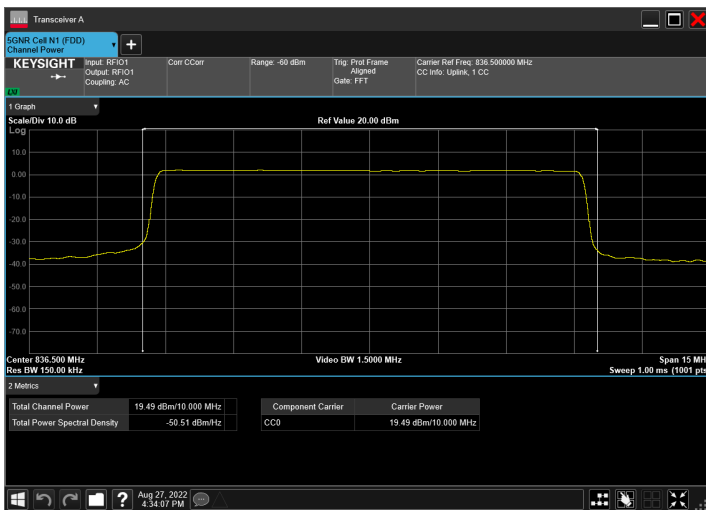 Transceiver A
5GNR Cell N1 (FDD)
Channel Power
+
KEYSIGHT
LXI
Input: RFIO1
Output: RFIO1
Coupling: AC
Corr CCorr
Range: -60 dBm
Trig: Prot Frame
Aligned
Gate: FFT
Carrier Ref Freq: 836.500000 MHz
CC Info: Uplink, 1 CC
1 Graph
Scale/Div 10.0 dB
Ref Value 20.00 dBm
Log
10.0
0.00
-10.0
-20.0
-30.0
-40.0
-50.0
-60.0
-70.0
Center 836.500 MHz
Video BW 1.5000 MHz
Span 15 MH
Res BW 150.00 kHz
Sweep 1.00 ms (1001 pts
2 Metrics
Total Channel Power 19.49 dBm/10.000 MHz
Total Power Spectral Density -50.51 dBm/Hz
Component Carrier Carrier Power
CC0 19.49 dBm/10.000 MHz
?
Aug 27, 2022
4:34:07 PM